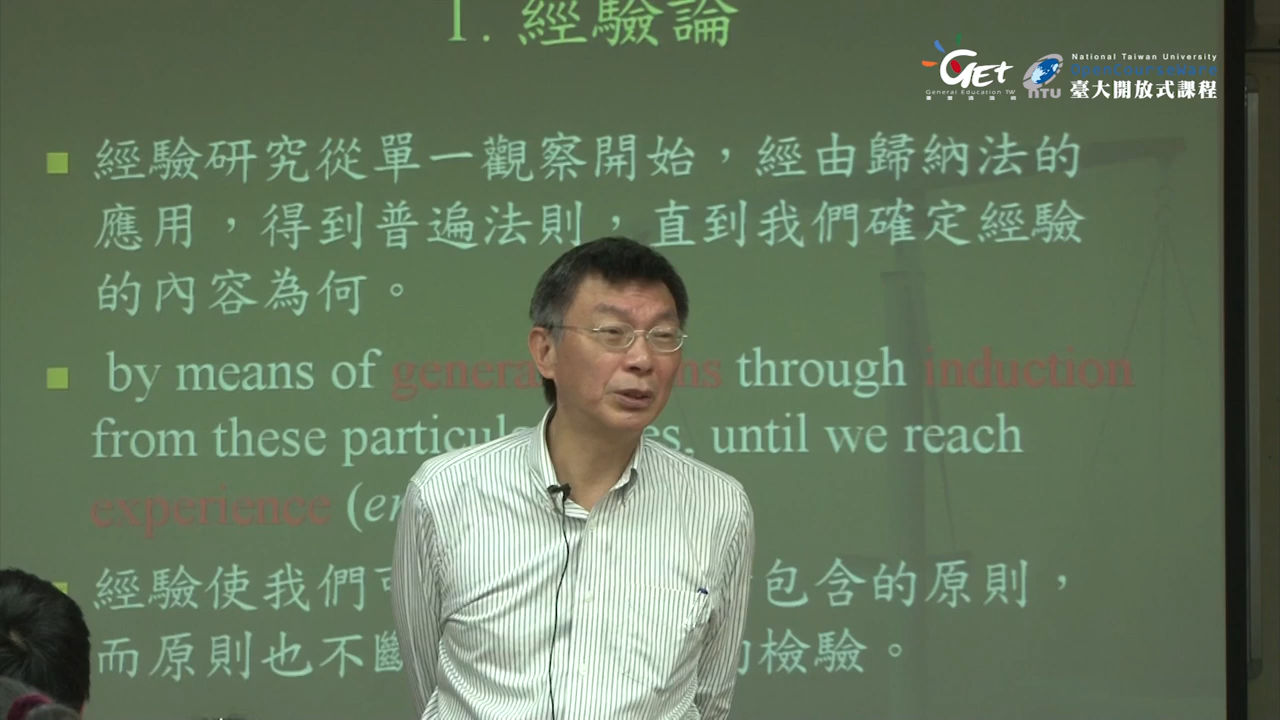 1. 經驗論
GET
General Education TW
National Taiwan University
OpenCourseWare
NTU
臺大開放式課程
經驗研究從單一觀察開始，經由歸納法的
應用，得到普遍法則，直到我們確定經驗
的內容為何。
by means of through induction
from these until we reach
experience
經驗使我們 包含的原則，
而原則也不 檢驗。